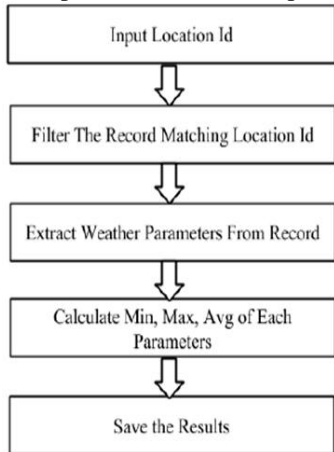 Input Location Id
Filter The Record Matching Location Id
Extract Weather Parameters From Record
Calculate Min, Max, Avg of Each
Parameters
Save the Results